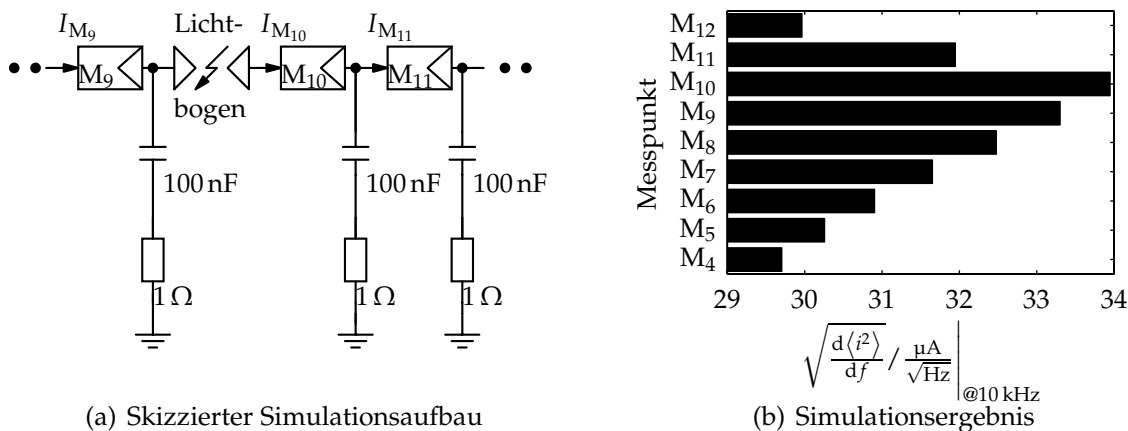 I_M9 Licht- I_M10 I_M11
M9 M10 M11
bogen
100 nF 100 nF 100 nF
1 Ω 1 Ω 1 Ω
(a) Skizzierter Simulationsaufbau
Messpunkt
M12
M11
M10
M9
M8
M7
M6
M5
M4
29 30 31 32 33 34
√(d⟨i²⟩/df) / µA/√Hz |@10 kHz
(b) Simulationsergebnis